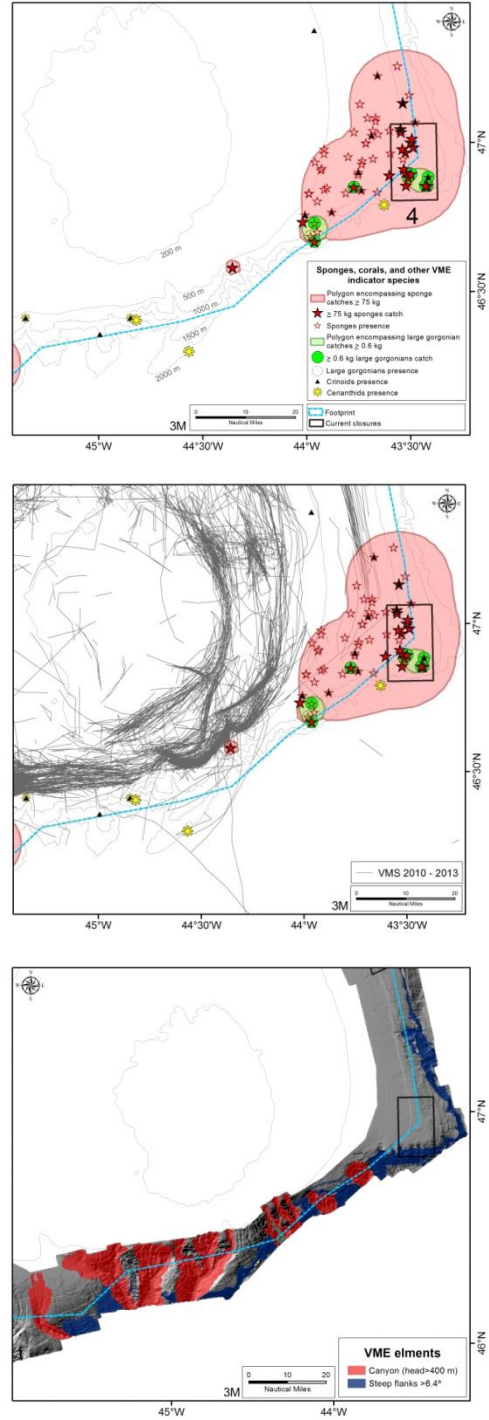 47°N
4
200 m
500 m
1000 m
1500 m
2000 m
46°30'N
Sponges, corals, and other VME
indicator species
Polygon encompassing sponge
catches ≥ 75 kg
≥ 75 kg sponges catch
Sponges presence
Polygon encompassing large gorgonian
catches ≥ 0.6 kg
≥ 0.6 kg large gorgonians catch
Large gorgonians presence
Crinoids presence
Cerianthids presence
Footprint
Current closures
3M
0 10 20
Nautical Miles
45°W 44°30'W 44°W 43°30'W
47°N
46°30'N
VMS 2010 - 2013
3M
0 10 20
Nautical Miles
45°W 44°30'W 44°W 43°30'W
47°N
46°N
VME elments
Canyon (head>400 m)
Steep flanks >6.4º
3M
0 10 20
Nautical Miles
45°W 44°W